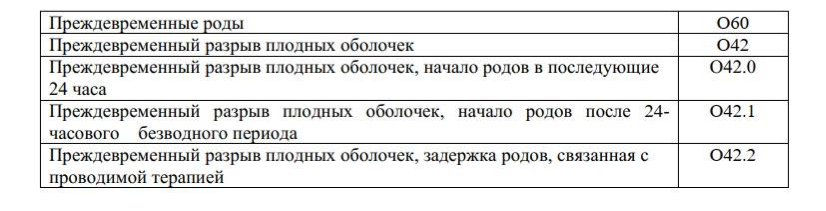 Преждевременные роды O60
Преждевременный разрыв плодных оболочек O42
Преждевременный разрыв плодных оболочек, начало родов в последующие O42.0
24 часа
Преждевременный разрыв плодных оболочек, начало родов после 24- O42.1
часового безводного периода
Преждевременный разрыв плодных оболочек, задержка родов, связанная с O42.2
проводимой терапией